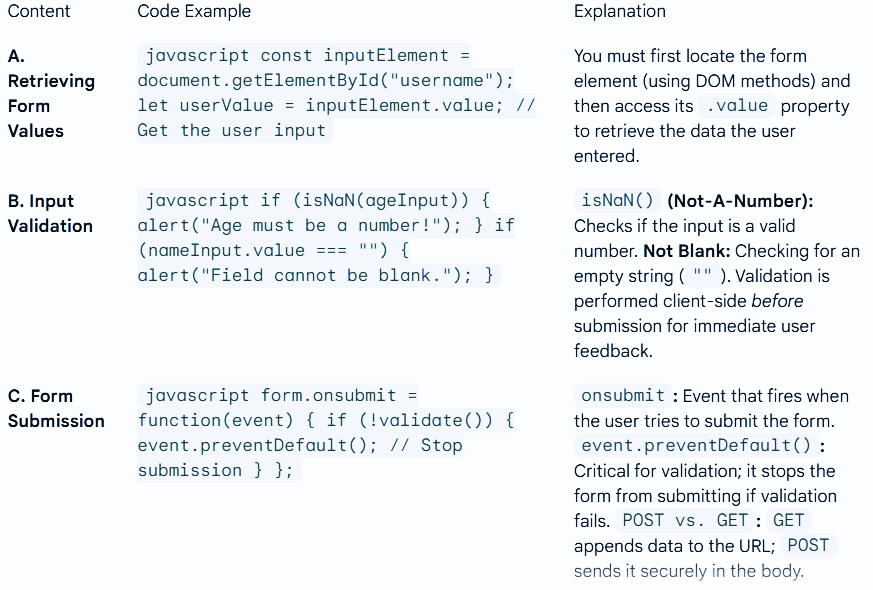 Content Code Example Explanation
A. Retrieving Form Values
javascript const inputElement =
document.getElementById("username");
let userValue = inputElement.value; //
Get the user input
You must first locate the form
element (using DOM methods) and
then access its .value property
to retrieve the data the user
entered.
B. Input
Validation
javascript if (isNaN(ageInput)) {
alert("Age must be a number!"); } if
(nameInput.value === "") {
alert("Field cannot be blank."); }
isNaN() (Not-A-Number):
Checks if the input is a valid
number. Not Blank: Checking for an
empty string ( "" ). Validation is
performed client-side before
submission for immediate user
feedback.
C. Form
Submission
javascript form.onsubmit =
function(event) { if (!validate()) {
event.preventDefault(); // Stop
submission } };
onsubmit : Event that fires when
the user tries to submit the form.
event.preventDefault() :
Critical for validation; it stops the
form from submitting if validation
fails. POST vs. GET : GET
appends data to the URL; POST
sends it securely in the body.